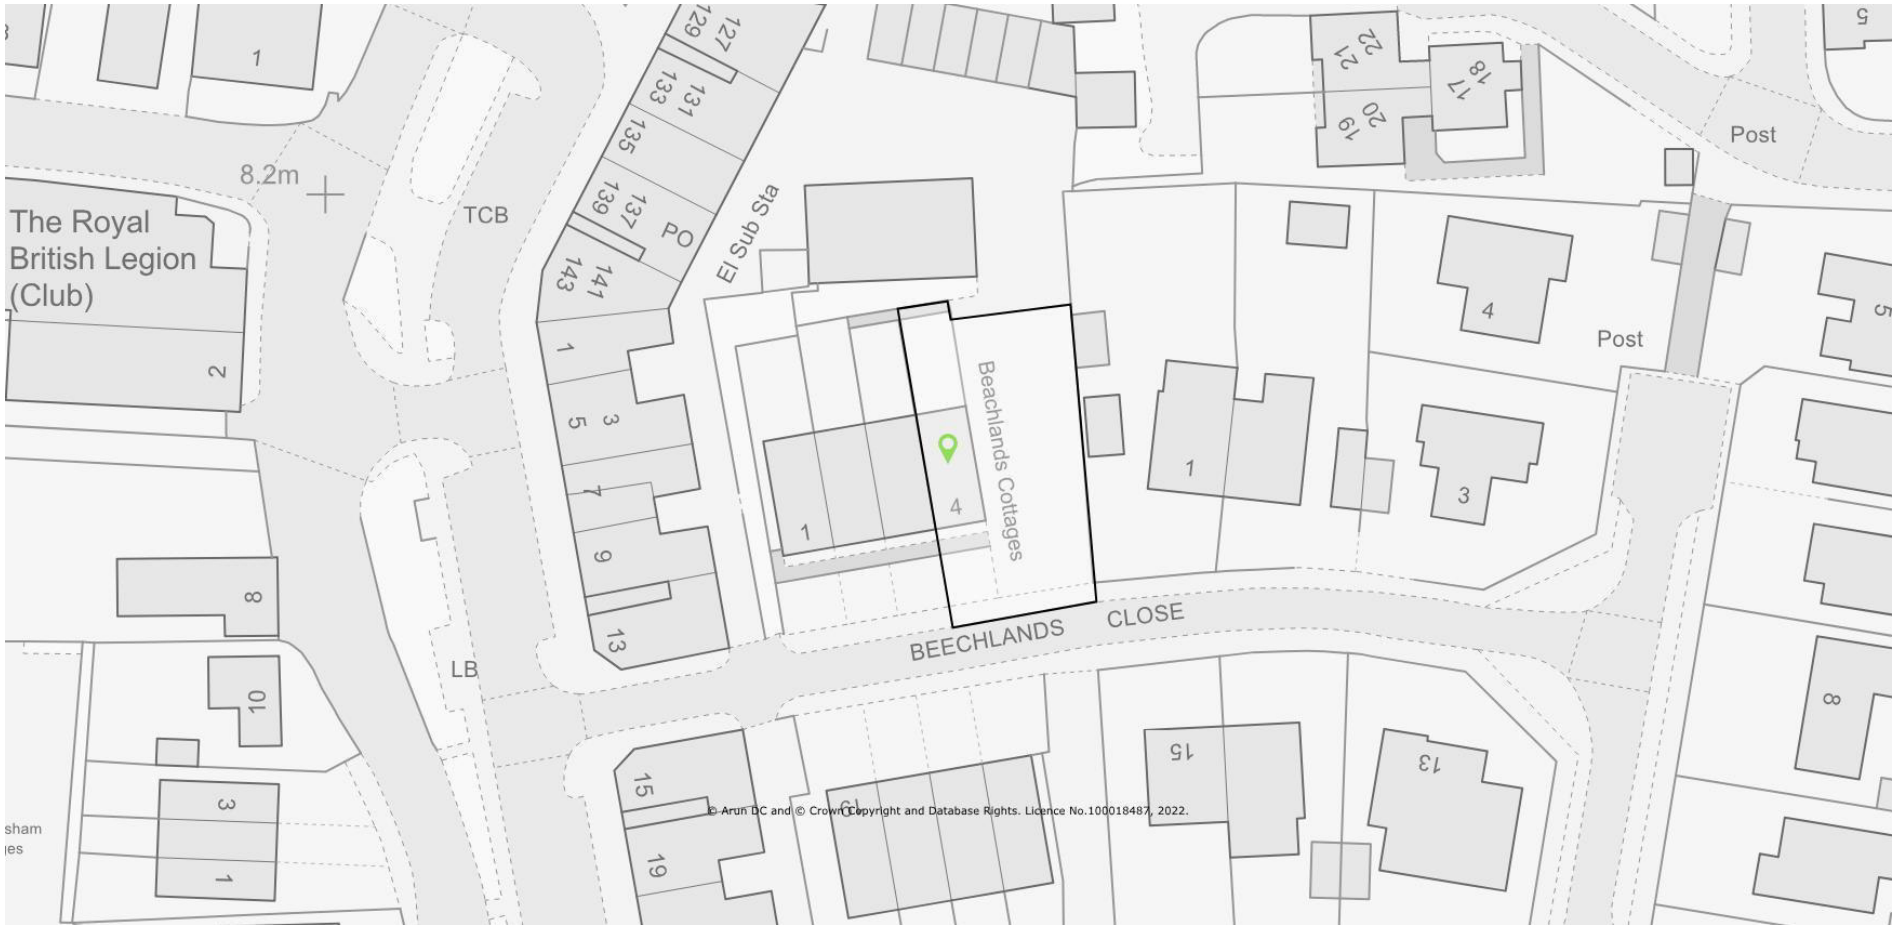 1
129
127
133
131
135
139
137
PO
143
141
El Sub Sta
8.2m
TCB
The Royal
British Legion
(Club)
2
1
5
3
7
9
13
1
4
Beachlands Cottages
BEECHLANDS CLOSE
22
21
18
17
20
19
5
Post
4
Post
5
1
3
8
10
LB
3
1
sham
15
19
15
13
8
© Arun DC and © Crown Copyright and Database Rights. Licence No.100018487, 2022.